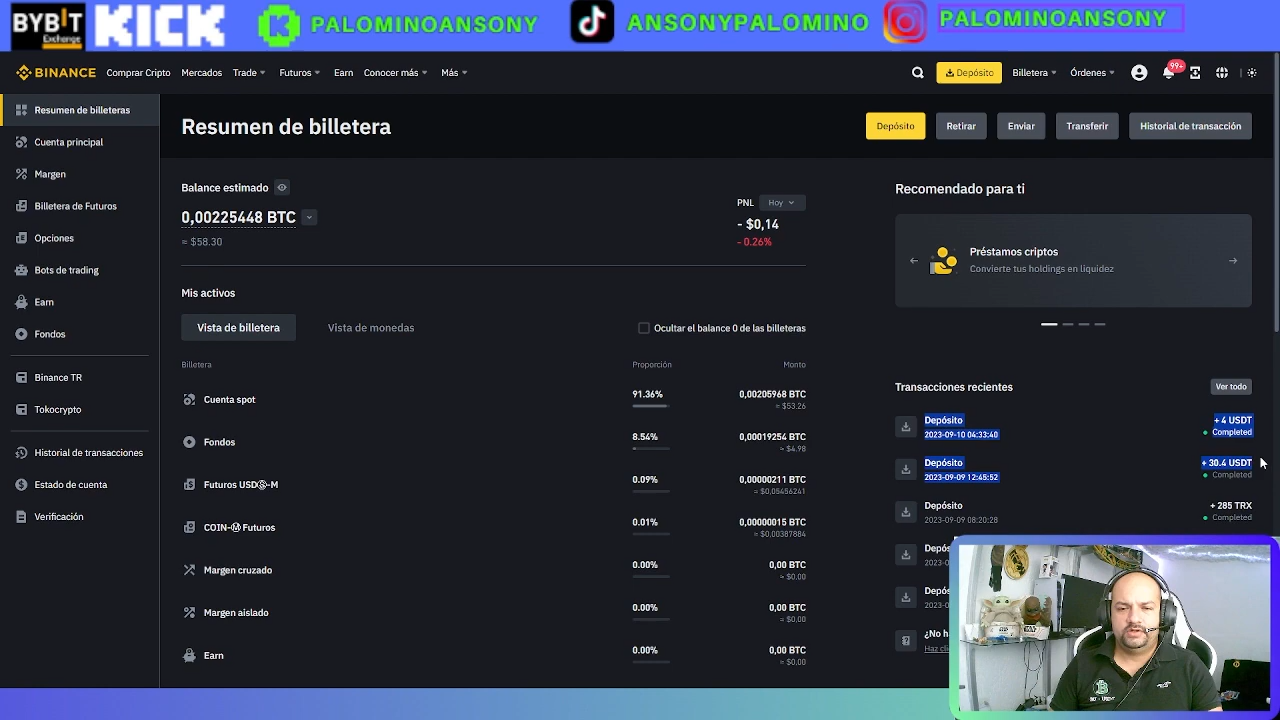 BYBIT
Exchange
KICK
PALOMINOANSONY
ANSONYPALOMINO
PALOMINOANSONY
BINANCE
Comprar Cripto
Mercados
Trade
Futuros
Earn
Conocer más
Más
Depósito
Billetera
Órdenes
99+
Resumen de billeteras
Cuenta principal
Margen
Billetera de Futuros
Opciones
Bots de trading
Earn
Fondos
Binance TR
Tokocrypto
Historial de transacciones
Estado de cuenta
Verificación
Resumen de billetera
Depósito
Retirar
Enviar
Transferir
Historial de transacción
Balance estimado
0,00225448 BTC
≈ $58.30
PNL
Hoy
- $0,14
- 0.26%
Mis activos
Vista de billetera
Vista de monedas
Ocultar el balance 0 de las billeteras
Billetera
Proporción
Monto
Cuenta spot
91.36%
0,00205968 BTC
≈ $53.26
Fondos
8.54%
0,00019254 BTC
≈ $4.98
Futuros USDⓈ-M
0.09%
0,00000211 BTC
≈ $0,05456241
COIN-Ⓜ Futuros
0.01%
0,00000015 BTC
≈ $0,00387884
Margen cruzado
0.00%
0,00 BTC
≈ $0.00
Margen aislado
0.00%
0,00 BTC
≈ $0.00
Earn
0.00%
0,00 BTC
≈ $0.00
Recomendado para ti
Préstamos criptos
Convierte tus holdings en liquidez
Transacciones recientes
Ver todo
Depósito
+ 4 USDT
2023-09-10 04:33:40
Completed
Depósito
+ 30.4 USDT
2023-09-09 12:45:52
Completed
Depósito
+ 285 TRX
2023-09-09 08:20:28
Completed